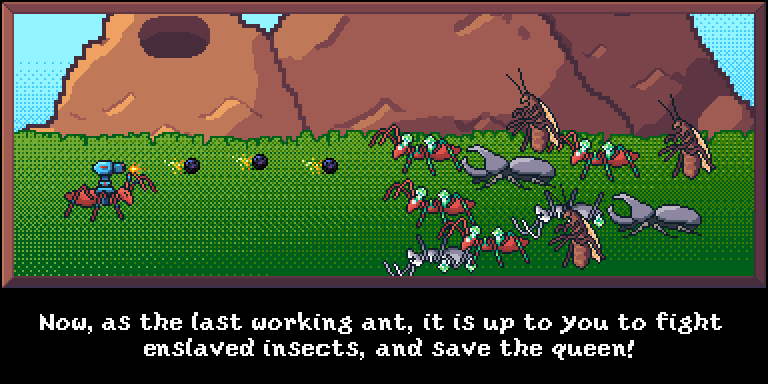 Now, as the last working ant, it is up to you to fight
enslaved insects, and save the queen!